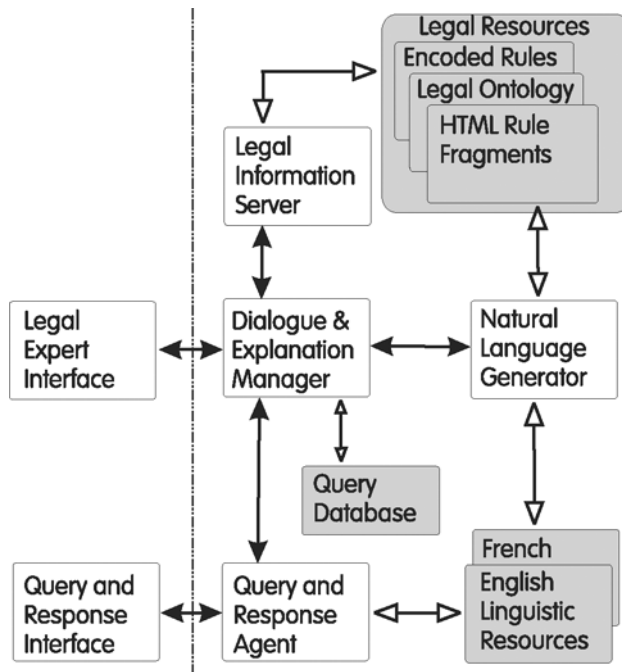 Legal Resources
Encoded Rules
Legal Ontology
HTML Rule
Fragments
Legal
Information
Server
Legal
Expert
Interface
Dialogue &
Explanation
Manager
Natural
Language
Generator
Query
Database
French
English
Linguistic
Resources
Query and
Response
Interface
Query and
Response
Agent